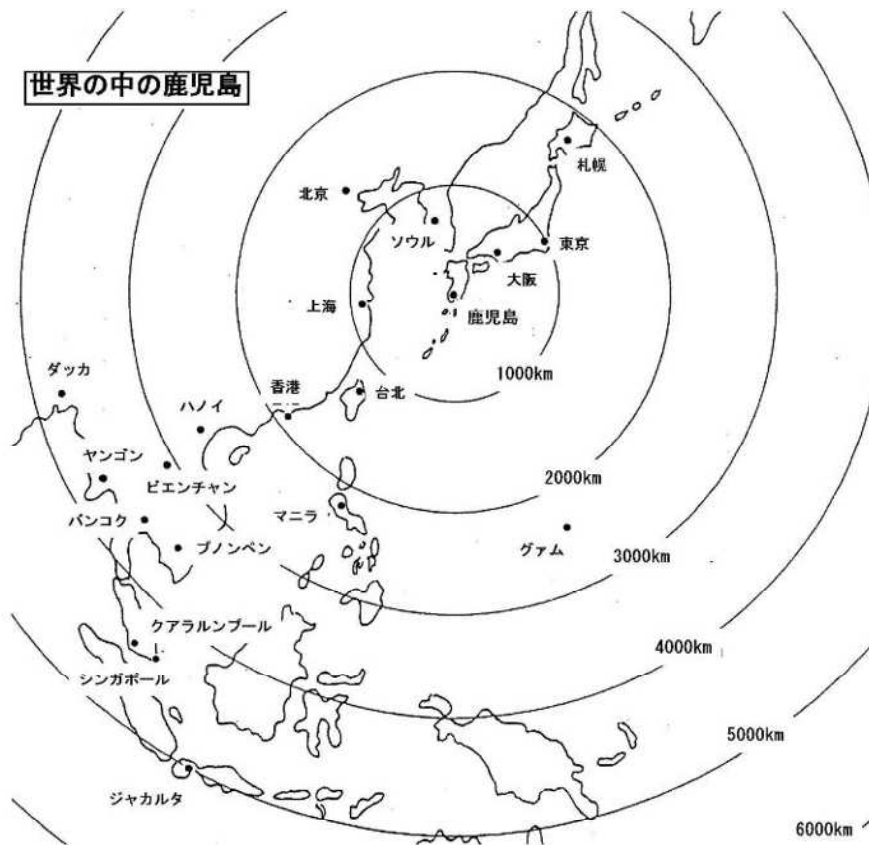 世界の中の鹿児島
札幌
北京
ソウル
東京
大阪
上海
鹿児島
1000km
ダッカ
香港
台北
ハノイ
ヤンゴン
ビエンチャン
2000km
マニラ
バンコク
プノンペン
グァム
3000km
クアラルンプール
4000km
シンガポール
5000km
ジャカルタ
6000km